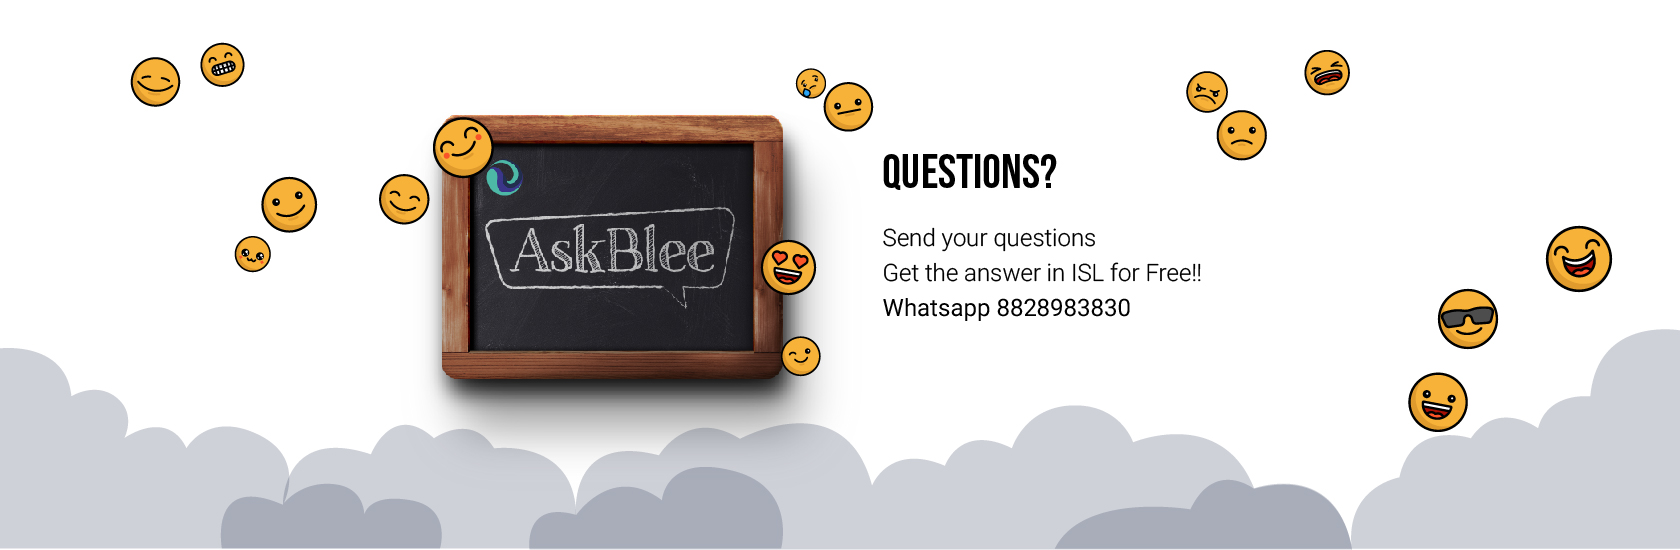 AskBlee
QUESTIONS?
Send your questions
Get the answer in ISL for Free!!
Whatsapp 8828983830